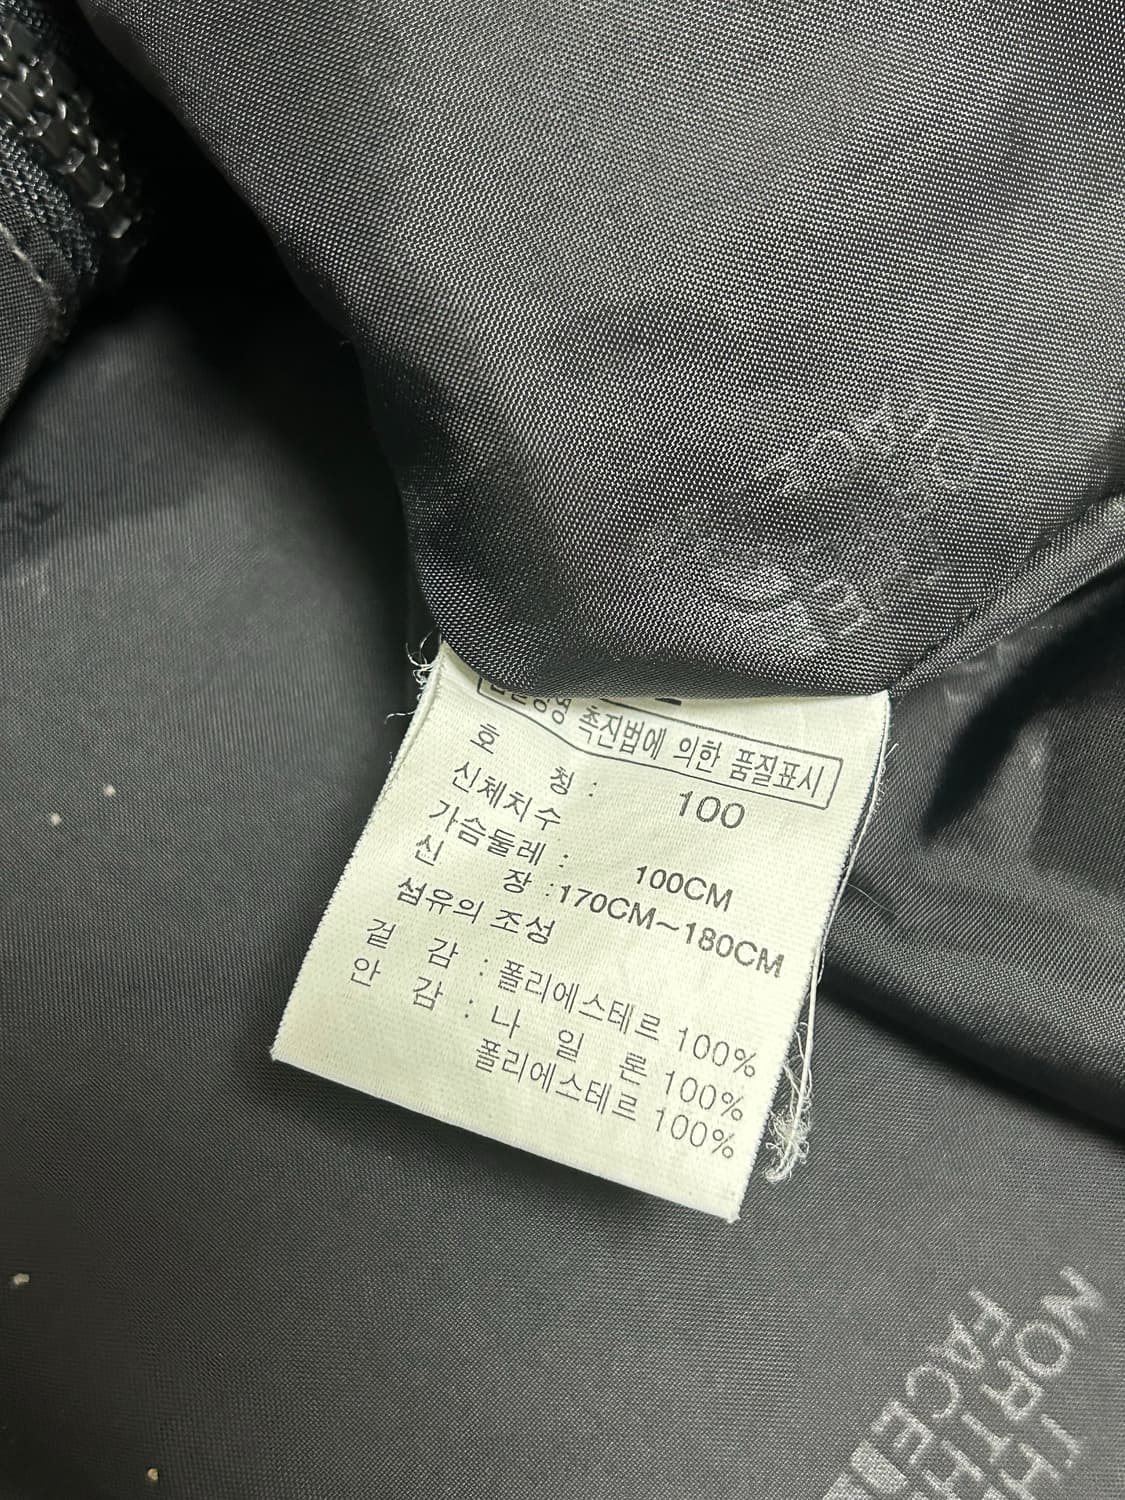 촉진법에 의한 품질표시
호 칭 : 100
신체치수
가슴둘레 : 100CM
신 장 : 170CM~180CM
섬유의 조성
겉 감 : 폴리에스테르 100%
안 감 : 나 일 론 100%
폴리에스테르 100%
THE
NORTH
FACE